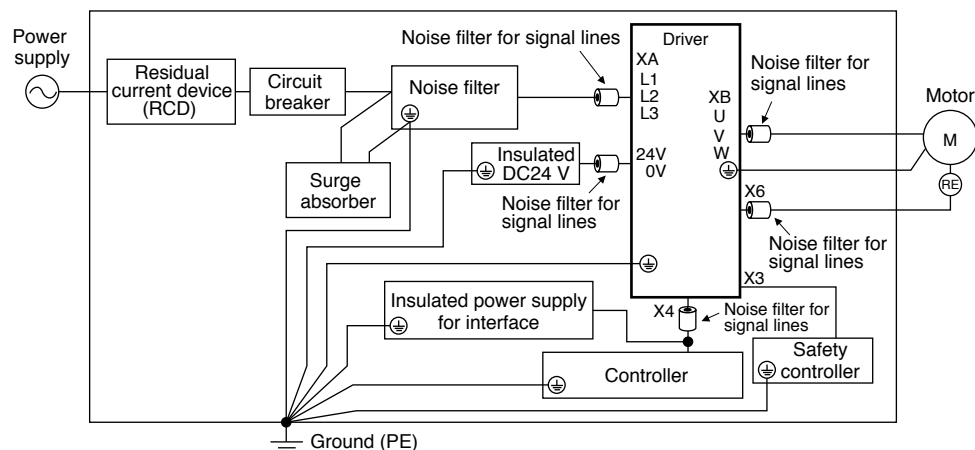 Power
supply
Residual
current device
(RCD)
Circuit
breaker
Noise filter
Surge
absorber
Noise filter for signal lines
Insulated
DC24 V
Noise filter for
signal lines
Driver
XA
L1
L2
L3
24V
0V
XB
U
V
W
X6
X3
X4
Noise filter for
signal lines
Motor
M
RE
Noise filter for
signal lines
Noise filter for
signal lines
Insulated power supply
for interface
Controller
Safety
controller
Ground (PE)